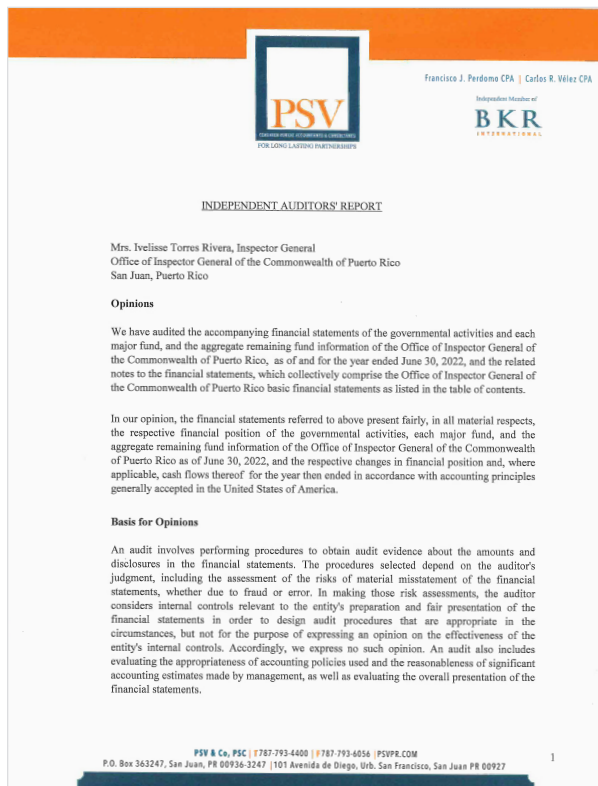 Francisco J. Perdomo CPA | Carlos R. Vélez CPA
Independent Member of
BKR
INTERNATIONAL
PSV
CERTIFIED PUBLIC ACCOUNTANTS & CONSULTANTS
FOR LONG LASTING PARTNERSHIPS
INDEPENDENT AUDITORS' REPORT
Mrs. Ivelisse Torres Rivera, Inspector General
Office of Inspector General of the Commonwealth of Puerto Rico
San Juan, Puerto Rico
Opinions
We have audited the accompanying financial statements of the governmental activities and each
major fund, and the aggregate remaining fund information of the Office of Inspector General of
the Commonwealth of Puerto Rico, as of and for the year ended June 30, 2022, and the related
notes to the financial statements, which collectively comprise the Office of Inspector General of
the Commonwealth of Puerto Rico basic financial statements as listed in the table of contents.
In our opinion, the financial statements referred to above present fairly, in all material respects,
the respective financial position of the governmental activities, each major fund, and the
aggregate remaining fund information of the Office of Inspector General of the Commonwealth
of Puerto Rico as of June 30, 2022, and the respective changes in financial position and, where
applicable, cash flows thereof for the year then ended in accordance with accounting principles
generally accepted in the United States of America.
Basis for Opinions
An audit involves performing procedures to obtain audit evidence about the amounts and
disclosures in the financial statements. The procedures selected depend on the auditor's
judgment, including the assessment of the risks of material misstatement of the financial
statements, whether due to fraud or error. In making those risk assessments, the auditor
considers internal controls relevant to the entity's preparation and fair presentation of the
financial statements in order to design audit procedures that are appropriate in the
circumstances, but not for the purpose of expressing an opinion on the effectiveness of the
entity's internal controls. Accordingly, we express no such opinion. An audit also includes
evaluating the appropriateness of accounting policies used and the reasonableness of significant
accounting estimates made by management, as well as evaluating the overall presentation of the
financial statements.
PSV & Co, PSC | T787-793-4400 | F787-793-6056 |PSVPR.COM
P.O. Box 363247, San Juan, PR 00936-3247 |101 Avenida de Diego, Urb. San Francisco, San Juan PR 00927
1